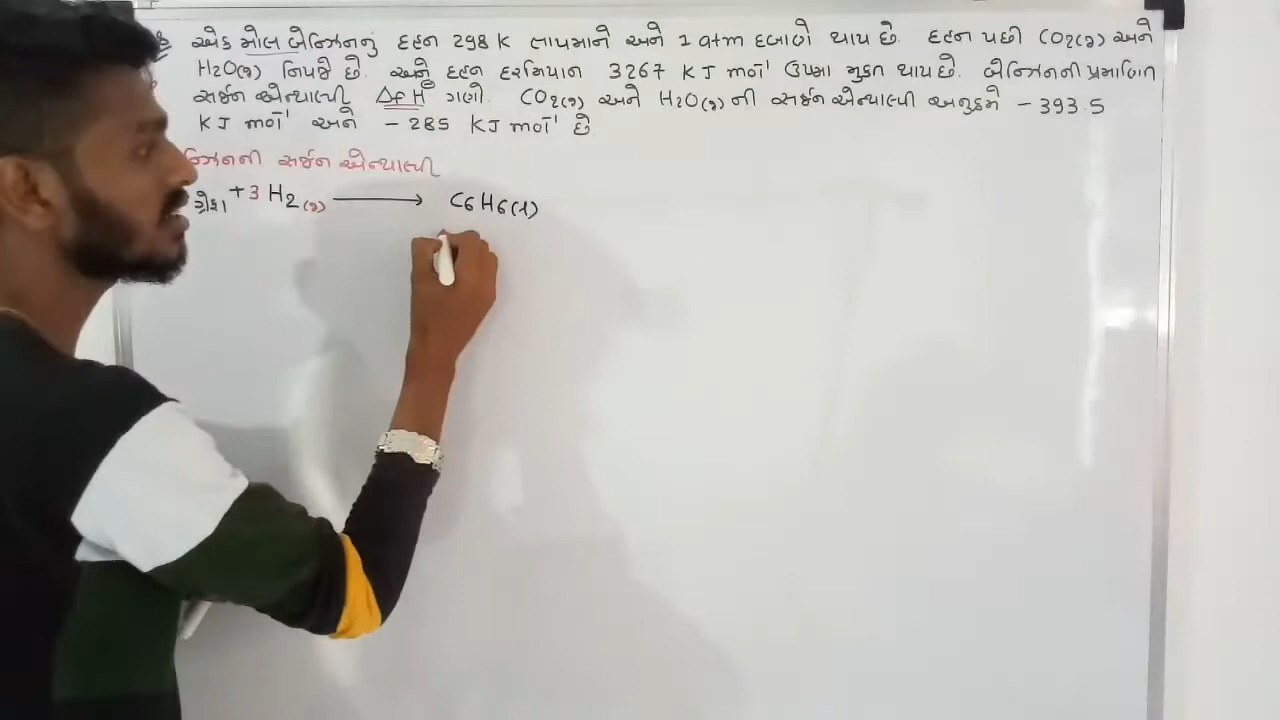 એક મોલ બેન્ઝિનનું દહન 298 K તાપમાને અને 1 atm દબાણે થાય છે. દહન પછી CO2(g) અને
H2O(g) નિપજે છે. અને દહન દરમિયાન 3267 KJ mol⁻¹ ઉષ્મા મુક્ત થાય છે. બેન્ઝિનની પ્રમાણિત
સર્જન એન્થાલ્પી ΔfH° ગણો. CO2(g) અને H2O(g) ની સર્જન એન્થાલ્પી અનુક્રમે - 393.5
KJ mol⁻¹ અને - 285 KJ mol⁻¹ છે
સર્જન એન્થાલ્પી
+ 3 H2(g) ⟶ C6H6(l)